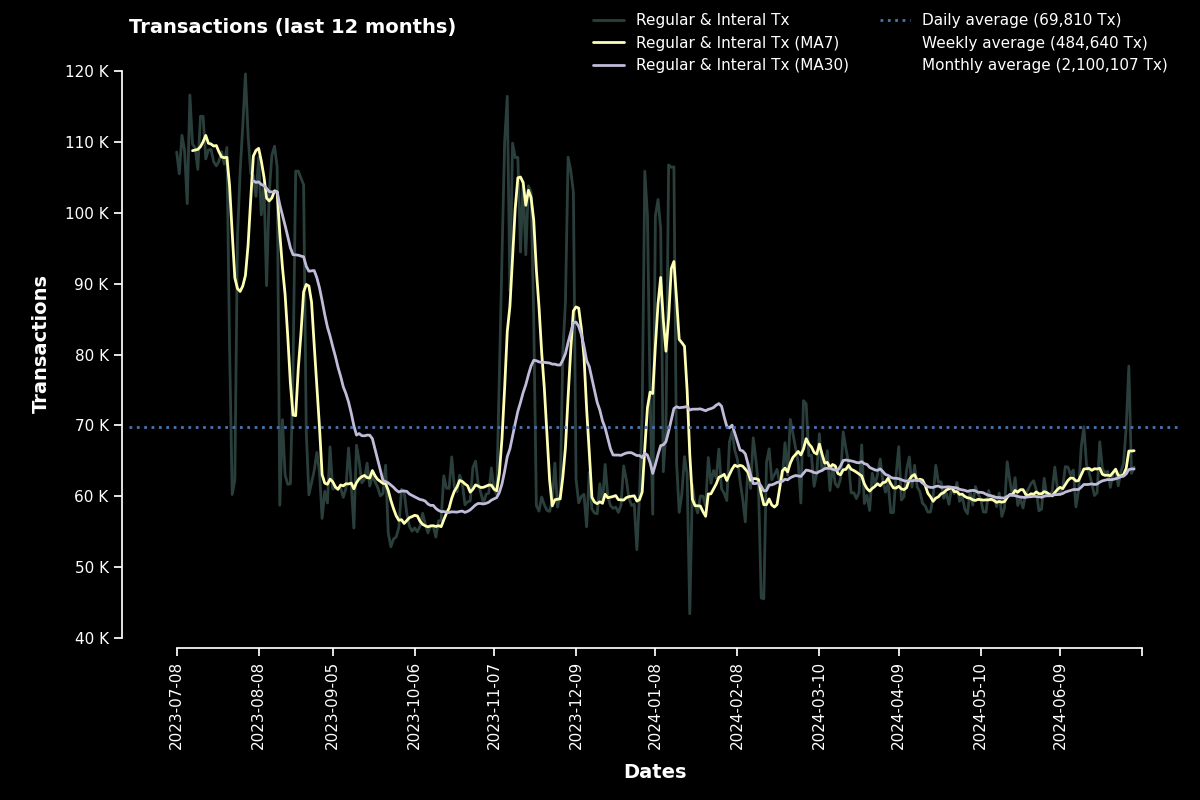 Transactions (last 12 months)
Regular & Interal Tx
Regular & Interal Tx (MA7)
Regular & Interal Tx (MA30)
Daily average (69,810 Tx)
Weekly average (484,640 Tx)
Monthly average (2,100,107 Tx)
120 K
110 K
100 K
90 K
80 K
70 K
60 K
50 K
40 K
Transactions
2023-07-08
2023-08-08
2023-09-05
2023-10-06
2023-11-07
2023-12-09
2024-01-08
2024-02-08
2024-03-10
2024-04-09
2024-05-10
2024-06-09
Dates